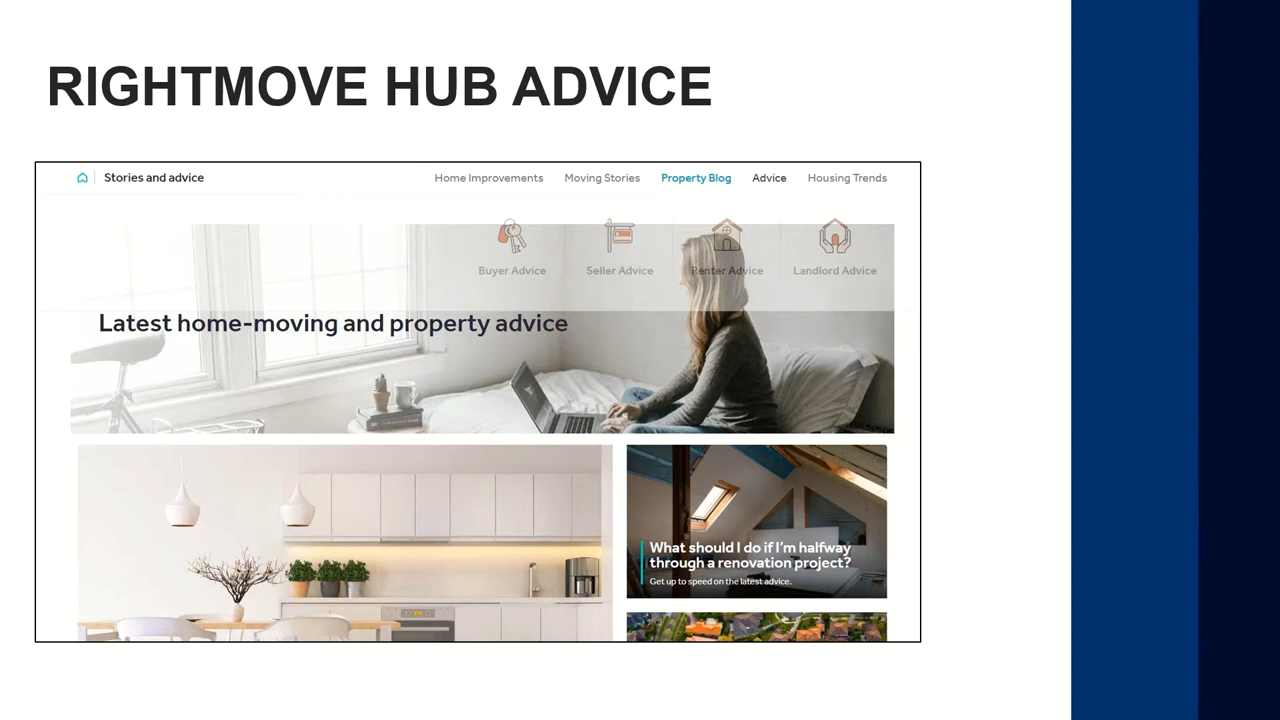 RIGHTMOVE HUB ADVICE
Stories and advice
Home Improvements
Moving Stories
Property Blog
Advice
Housing Trends
Buyer Advice
Seller Advice
Renter Advice
Landlord Advice
Latest home-moving and property advice
What should I do if I'm halfway
through a renovation project?
Get up to speed on the latest advice.